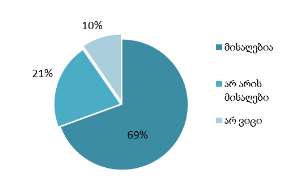 10%
21%
69%
მისაღებია
არ არის
მისაღები
არ ვიცი